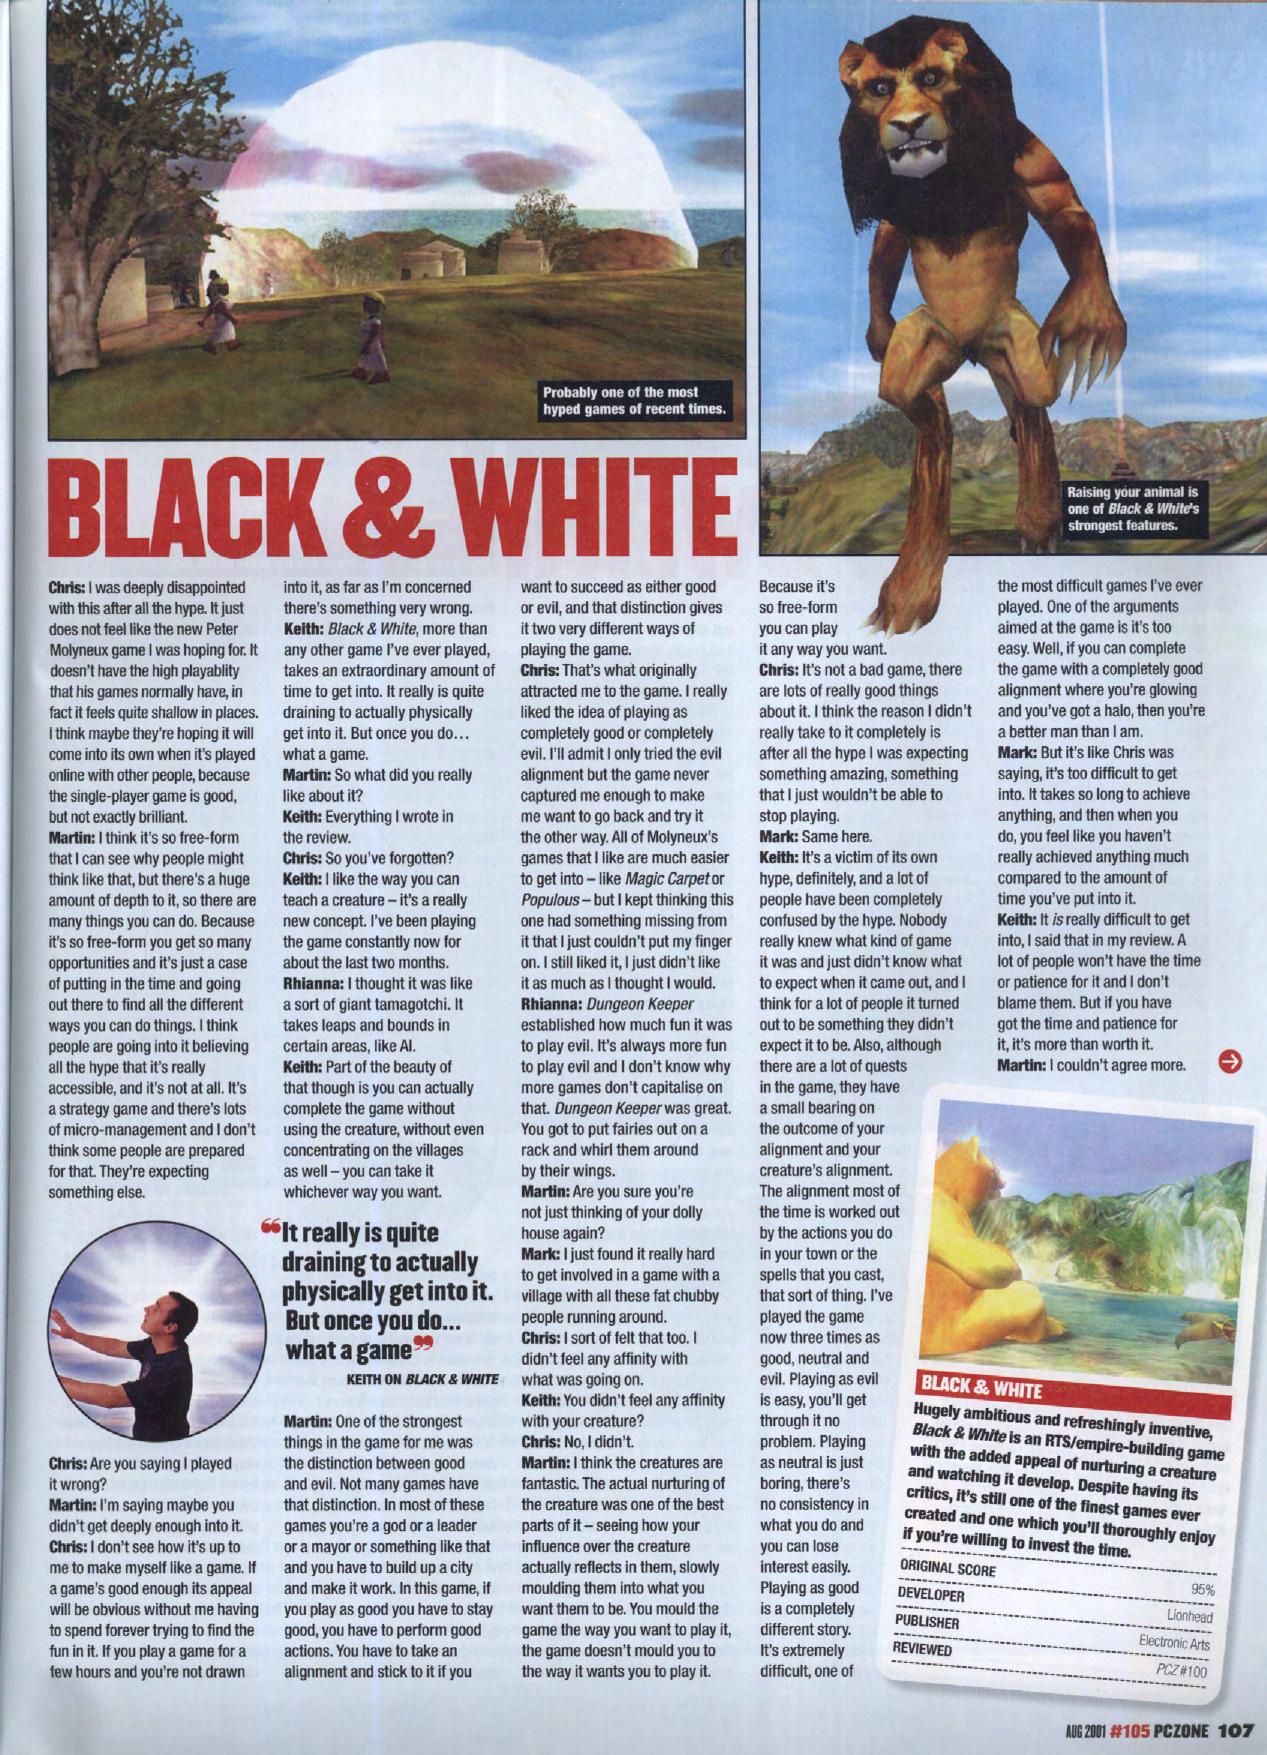 Probably one of the most
hyped games of recent times.
Raising your animal is
one of Black & White's
strongest features.
BLACK & WHITE
Chris: I was deeply disappointed
with this after all the hype. It just
does not feel like the new Peter
Molyneux game I was hoping for. It
doesn't have the high playablity
that his games normally have, in
fact it feels quite shallow in places.
I think maybe they're hoping it will
come into its own when it's played
online with other people, because
the single-player game is good,
but not exactly brilliant.
Martin: I think it's so free-form
that I can see why people might
think like that, but there's a huge
amount of depth to it, so there are
many things you can do. Because
it's so free-form you get so many
opportunities and it's just a case
of putting in the time and going
out there to find all the different
ways you can do things. I think
people are going into it believing
all the hype that it's really
accessible, and it's not at all. It's
a strategy game and there's lots
of micro-management and I don't
think some people are prepared
for that. They're expecting
something else.
Chris: Are you saying I played
it wrong?
Martin: I'm saying maybe you
didn't get deeply enough into it.
Chris: I don't see how it's up to
me to make myself like a game. If
a game's good enough its appeal
will be obvious without me having
to spend forever trying to find the
fun in it. If you play a game for a
few hours and you're not drawn
into it, as far as I'm concerned
there's something very wrong.
Keith: Black & White, more than
any other game I've ever played,
takes an extraordinary amount of
time to get into. It really is quite
draining to actually physically
get into it. But once you do...
what a game.
Martin: So what did you really
like about it?
Keith: Everything I wrote in
the review.
Chris: So you've forgotten?
Keith: I like the way you can
teach a creature – it's a really
new concept. I've been playing
the game constantly now for
about the last two months.
Rhianna: I thought it was like
a sort of giant tamagotchi. It
takes leaps and bounds in
certain areas, like AI.
Keith: Part of the beauty of
that though is you can actually
complete the game without
using the creature, without even
concentrating on the villages
as well – you can take it
whichever way you want.
“It really is quite
draining to actually
physically get into it.
But once you do...
what a game”
KEITH ON BLACK & WHITE
Martin: One of the strongest
things in the game for me was
the distinction between good
and evil. Not many games have
that distinction. In most of these
games you're a god or a leader
or a mayor or something like that
and you have to build up a city
and make it work. In this game, if
you play as good you have to stay
good, you have to perform good
actions. You have to take an
alignment and stick to it if you
want to succeed as either good
or evil, and that distinction gives
it two very different ways of
playing the game.
Chris: That's what originally
attracted me to the game. I really
liked the idea of playing as
completely good or completely
evil. I'll admit I only tried the evil
alignment but the game never
captured me enough to make
me want to go back and try it
the other way. All of Molyneux's
games that I like are much easier
to get into – like Magic Carpet or
Populous – but I kept thinking this
one had something missing from
it that I just couldn't put my finger
on. I still liked it, I just didn't like
it as much as I thought I would.
Rhianna: Dungeon Keeper
established how much fun it was
to play evil. It's always more fun
to play evil and I don't know why
more games don't capitalise on
that. Dungeon Keeper was great.
You got to put fairies out on a
rack and whirl them around
by their wings.
Martin: Are you sure you're
not just thinking of your dolly
house again?
Mark: I just found it really hard
to get involved in a game with a
village with all these fat chubby
people running around.
Chris: I sort of felt that too. I
didn't feel any affinity with
what was going on.
Keith: You didn't feel any affinity
with your creature?
Chris: No, I didn't.
Martin: I think the creatures are
fantastic. The actual nurturing of
the creature was one of the best
parts of it – seeing how your
influence over the creature
actually reflects in them, slowly
moulding them into what you
want them to be. You mould the
game the way you want to play it,
the game doesn't mould you to
the way it wants you to play it.
Because it's
so free-form
you can play
it any way you want.
Chris: It's not a bad game, there
are lots of really good things
about it. I think the reason I didn't
really take to it completely is
after all the hype I was expecting
something amazing, something
that I just wouldn't be able to
stop playing.
Mark: Same here.
Keith: It's a victim of its own
hype, definitely, and a lot of
people have been completely
confused by the hype. Nobody
really knew what kind of game
it was and just didn't know what
to expect when it came out, and I
think for a lot of people it turned
out to be something they didn't
expect it to be. Also, although
there are a lot of quests
in the game, they have
a small bearing on
the outcome of your
alignment and your
creature's alignment.
The alignment most of
the time is worked out
by the actions you do
in your town or the
spells that you cast,
that sort of thing. I've
played the game
now three times as
good, neutral and
evil. Playing as evil
is easy, you'll get
through it no
problem. Playing
as neutral is just
boring, there's
no consistency in
what you do and
you can lose
interest easily.
Playing as good
is a completely
different story.
It's extremely
difficult, one of
the most difficult games I've ever
played. One of the arguments
aimed at the game is it's too
easy. Well, if you can complete
the game with a completely good
alignment where you're glowing
and you've got a halo, then you're
a better man than I am.
Mark: But it's like Chris was
saying, it's too difficult to get
into. It takes so long to achieve
anything, and then when you
do, you feel like you haven't
really achieved anything much
compared to the amount of
time you've put into it.
Keith: It is really difficult to get
into, I said that in my review. A
lot of people won't have the time
or patience for it and I don't
blame them. But if you have
got the time and patience for
it, it's more than worth it.
Martin: I couldn't agree more.
BLACK & WHITE
Hugely ambitious and refreshingly inventive,
Black & White is an RTS/empire-building game
with the added appeal of nurturing a creature
and watching it develop. Despite having its
critics, it's still one of the finest games ever
created and one which you'll thoroughly enjoy
if you're willing to invest the time.
ORIGINAL SCORE 95%
DEVELOPER Lionhead
PUBLISHER Electronic Arts
REVIEWED PCZ #100
AUG 2001 #105 PCZONE 107